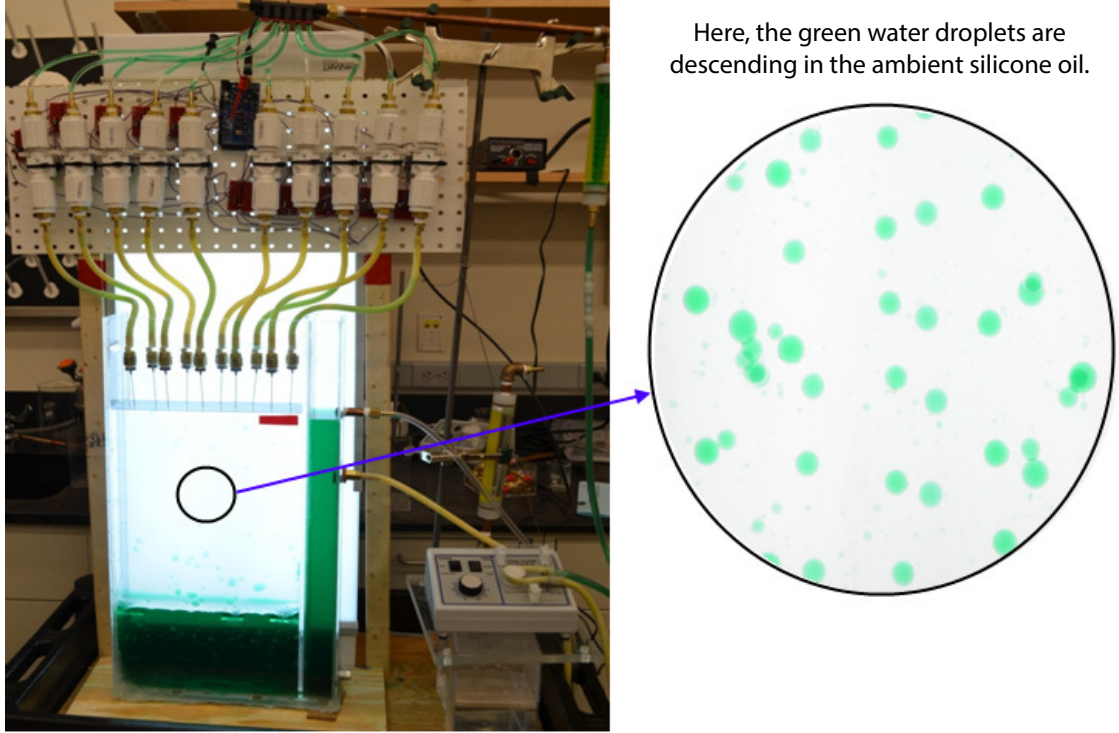 Here, the green water droplets are
descending in the ambient silicone oil.